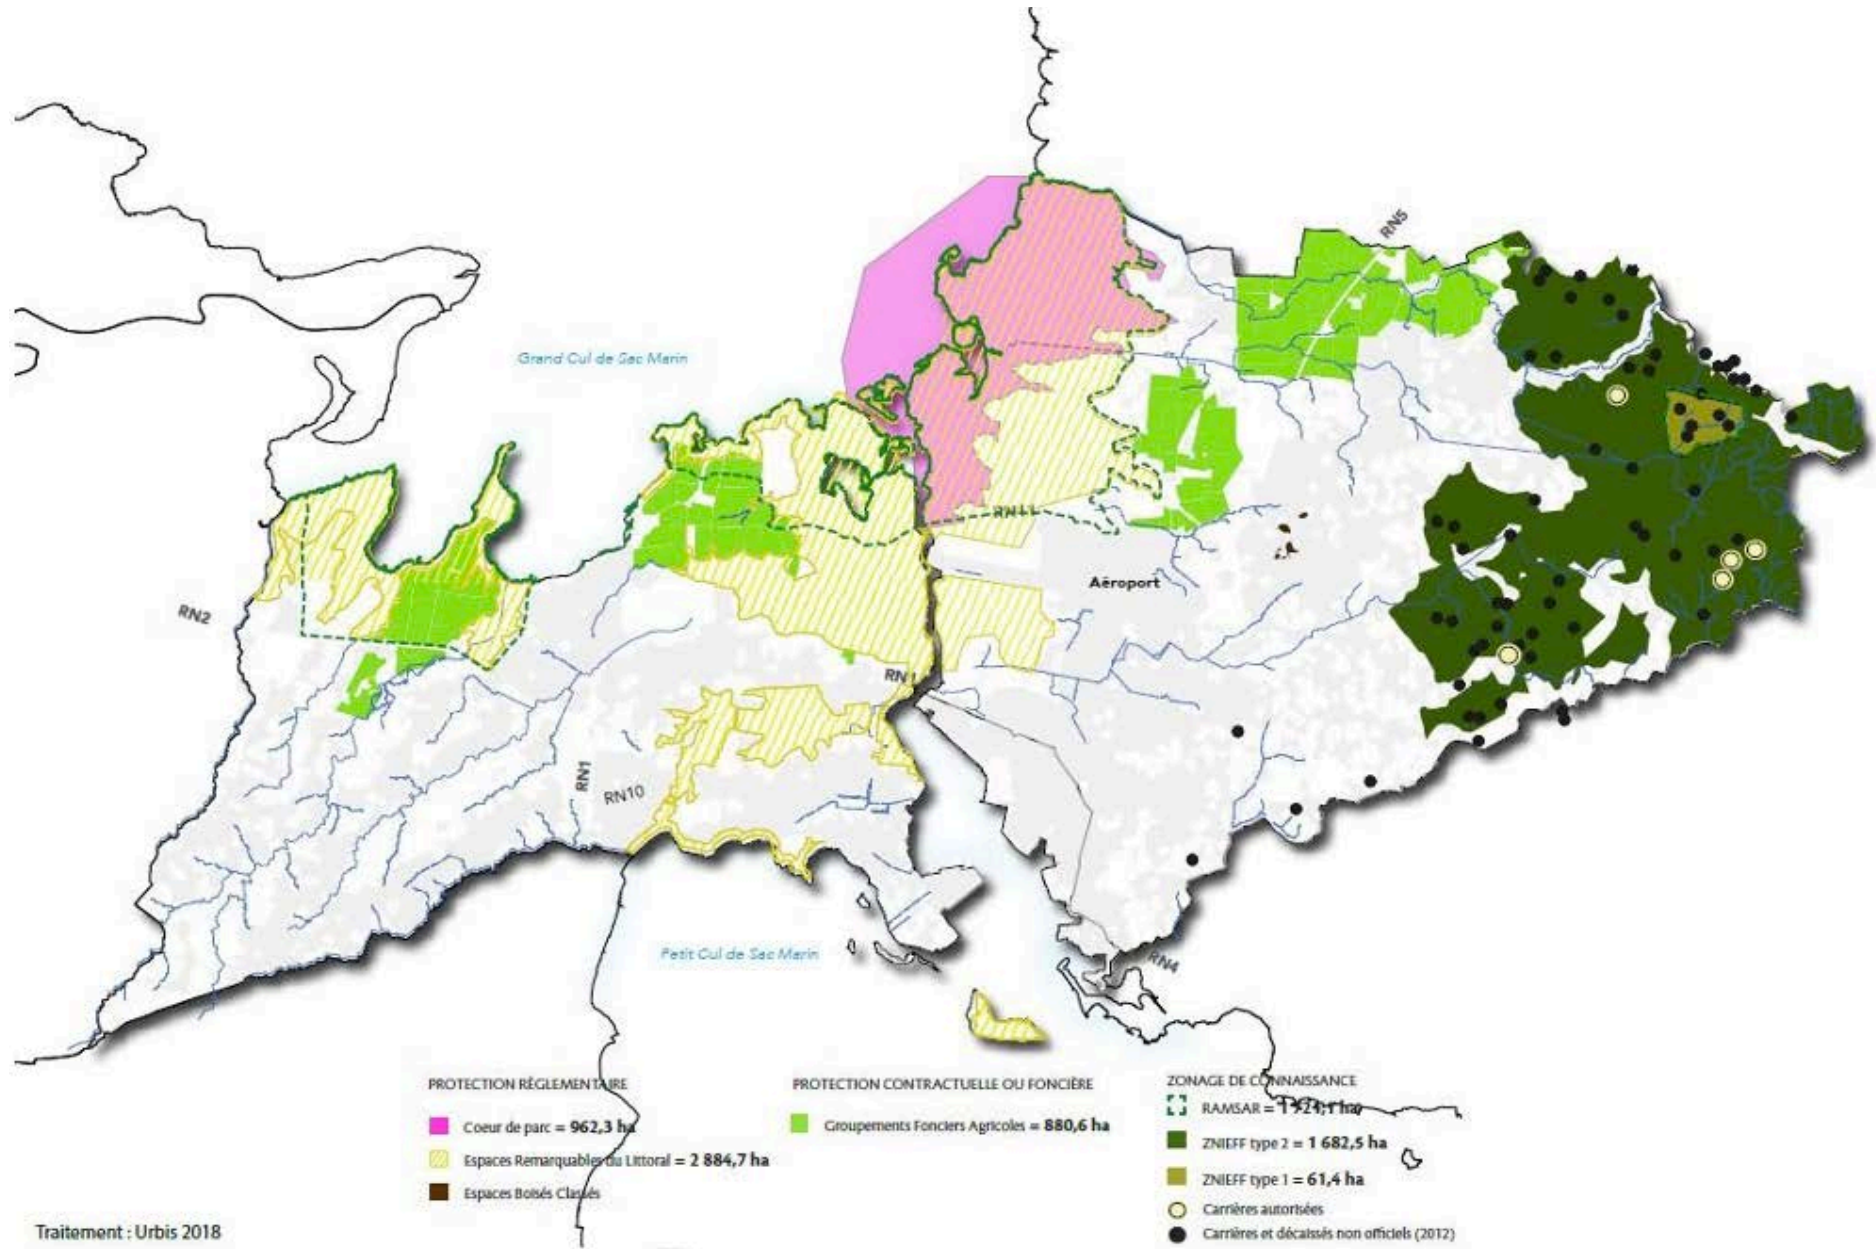 RN5
Grand Cul de Sac Marin
RN11
Aéroport
RN2
RN1
RN1
RN10
Petit Cul de Sac Marin
RN4
PROTECTION RÈGLEMENTAIRE
Coeur de parc = 962,3 ha
Espaces Remarquables du Littoral = 2 884,7 ha
Espaces Boisés Classés
PROTECTION CONTRACTUELLE OU FONCIÈRE
Groupements Fonciers Agricoles = 880,6 ha
ZONAGE DE CONNAISSANCE
RAMSAR =
ZNIEFF type 2 = 1 682,5 ha
ZNIEFF type 1 = 61,4 ha
Carrières autorisées
Carrières et décaissés non officiels (2012)
Traitement : Urbis 2018